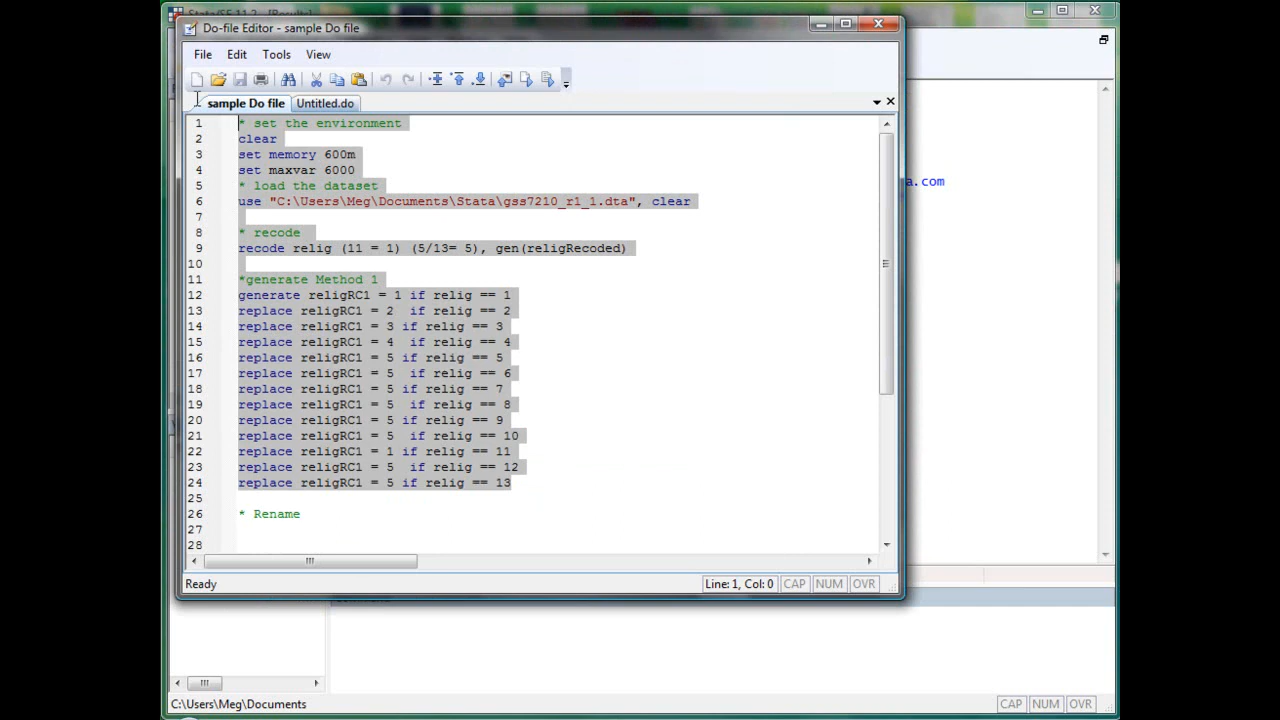 Stata/SE 11.2 - [Results]
Do-file Editor - sample Do file
File Edit Tools View
sample Do file Untitled.do
1 * set the environment
2 clear
3 set memory 600m
4 set maxvar 6000
5 * load the dataset
6 use "C:\Users\Meg\Documents\Stata\gss7210_r1_1.dta", clear
7
8 * recode
9 recode relig (11 = 1) (5/13= 5), gen(religRecoded)
10
11 *generate Method 1
12 generate religRC1 = 1 if relig == 1
13 replace religRC1 = 2  if relig == 2
14 replace religRC1 = 3 if relig == 3
15 replace religRC1 = 4  if relig == 4
16 replace religRC1 = 5 if relig == 5
17 replace religRC1 = 5  if relig == 6
18 replace religRC1 = 5 if relig == 7
19 replace religRC1 = 5  if relig == 8
20 replace religRC1 = 5 if relig == 9
21 replace religRC1 = 5  if relig == 10
22 replace religRC1 = 1 if relig == 11
23 replace religRC1 = 5  if relig == 12
24 replace religRC1 = 5 if relig == 13
25
26 * Rename
27
28
a.com
Ready Line: 1, Col: 0 CAP NUM OVR
C:\Users\Meg\Documents CAP NUM OVR